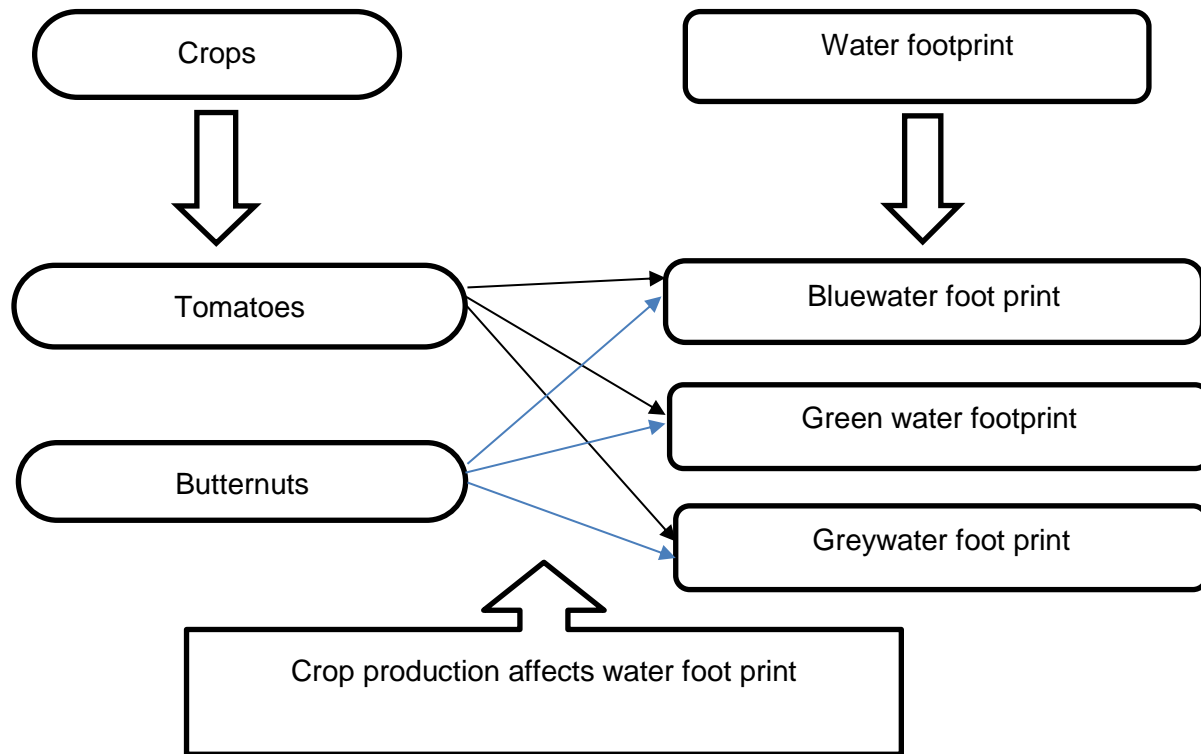 Crops
Water footprint
Tomatoes
Bluewater foot print
Green water footprint
Butternuts
Greywater foot print
Crop production affects water foot print